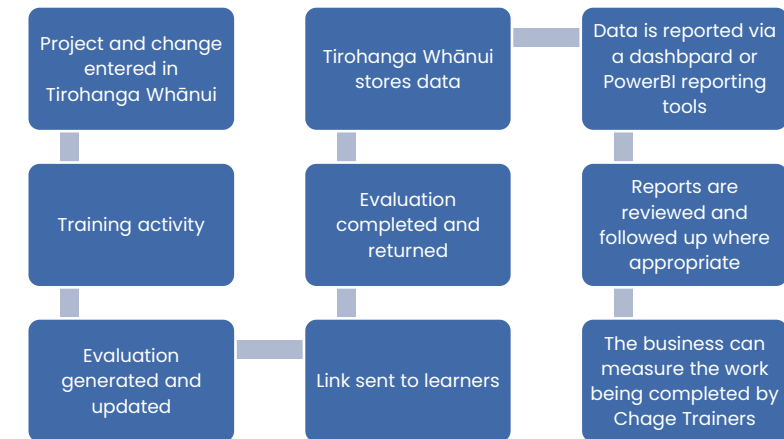 Project and change
entered in
Tirohanga Whānui
Training activity
Evaluation
generated and
updated
Link sent to learners
Evaluation
completed and
returned
Tirohanga Whānui
stores data
Data is reported via
a dashbpard or
PowerBI reporting
tools
Reports are
reviewed and
followed up where
appropriate
The business can
measure the work
being completed by
Chage Trainers